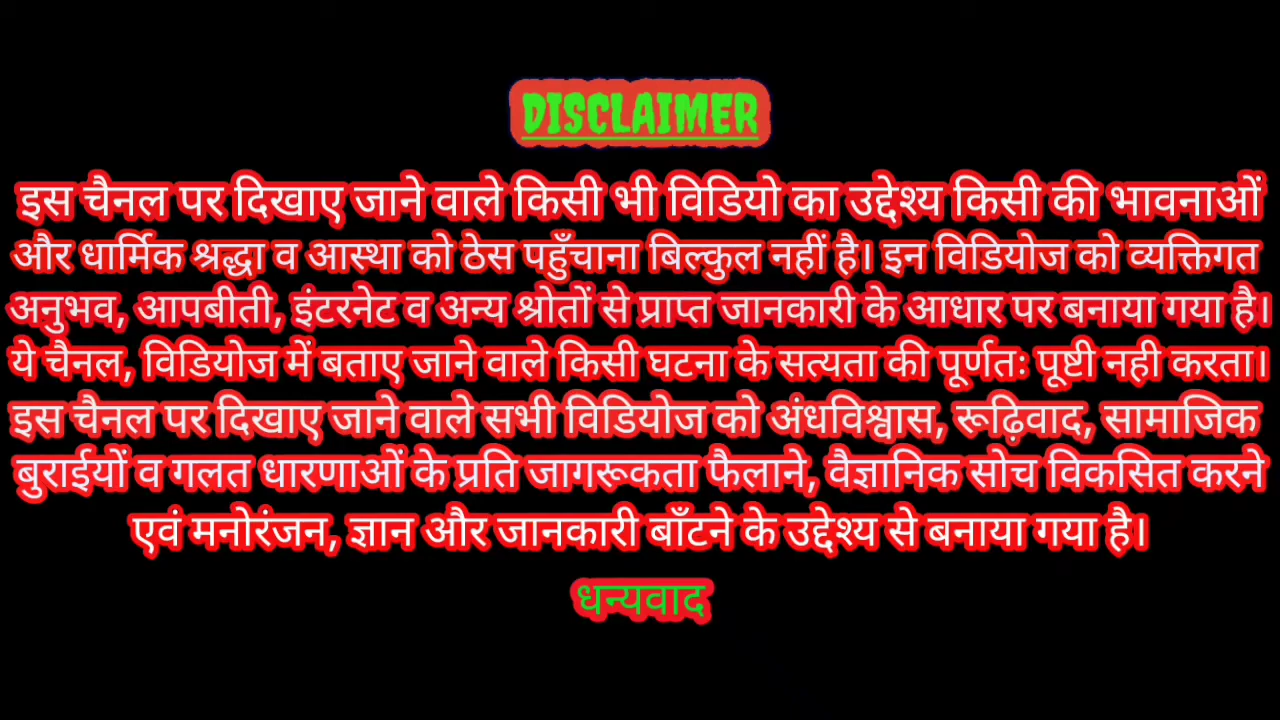 DISCLAIMER
इस चैनल पर दिखाए जाने वाले किसी भी विडियो का उद्देश्य किसी की भावनाओं
और धार्मिक श्रद्धा व आस्था को ठेस पहुँचाना बिल्कुल नहीं है। इन विडियोज को व्यक्तिगत
अनुभव, आपबीती, इंटरनेट व अन्य श्रोतों से प्राप्त जानकारी के आधार पर बनाया गया है।
ये चैनल, विडियोज में बताए जाने वाले किसी घटना के सत्यता की पूर्णतः पूष्टी नही करता।
इस चैनल पर दिखाए जाने वाले सभी विडियोज को अंधविश्वास, रूढ़िवाद, सामाजिक
बुराईयों व गलत धारणाओं के प्रति जागरूकता फैलाने, वैज्ञानिक सोच विकसित करने
एवं मनोरंजन, ज्ञान और जानकारी बाँटने के उद्देश्य से बनाया गया है।
धन्यवाद